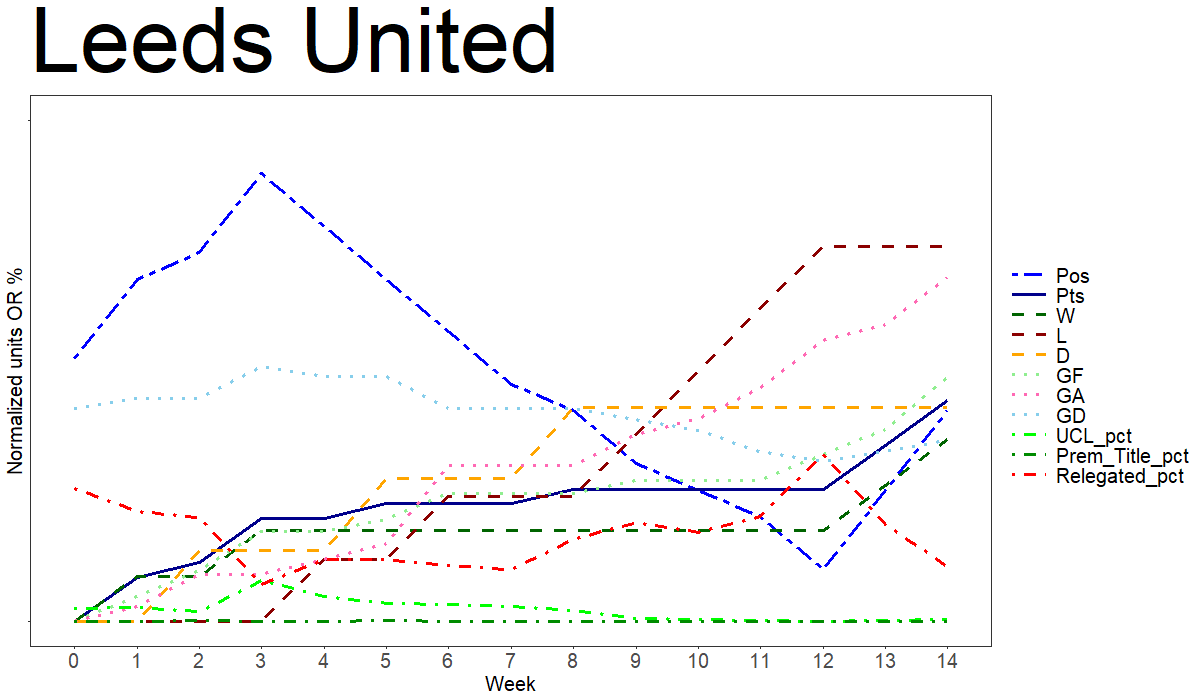 Leeds United
Normalized units OR %
0 1 2 3 4 5 6 7 8 9 10 11 12 13 14
Week
Pos
Pts
W
L
D
GF
GA
GD
UCL_pct
Prem_Title_pct
Relegated_pct